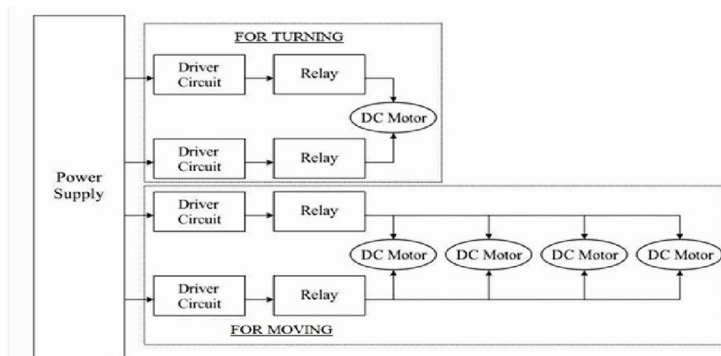 FOR TURNING
Driver
Circuit
Relay
DC Motor
Driver
Circuit
Relay
Power
Supply
Driver
Circuit
Relay
DC Motor
DC Motor
DC Motor
DC Motor
Driver
Circuit
Relay
FOR MOVING